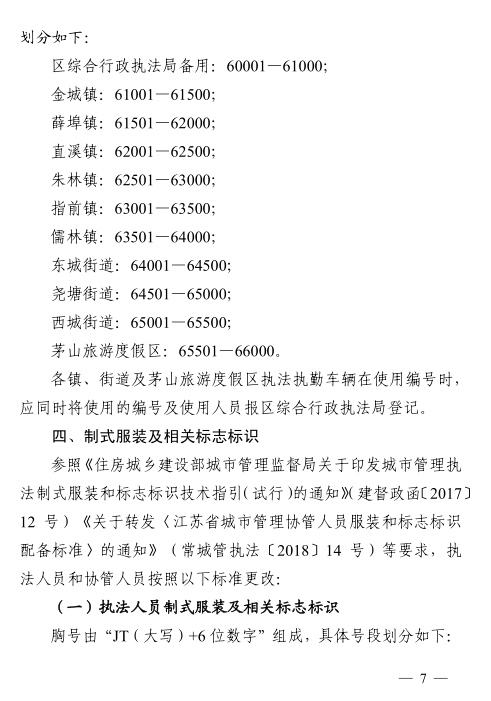 划分如下：
区综合行政执法局备用：60001—61000;
金城镇：61001—61500;
薛埠镇：61501—62000;
直溪镇：62001—62500;
朱林镇：62501—63000;
指前镇：63001—63500;
儒林镇：63501—64000;
东城街道：64001—64500;
尧塘街道：64501—65000;
西城街道：65001—65500;
茅山旅游度假区：65501—66000。
各镇、街道及茅山旅游度假区执法执勤车辆在使用编号时，
应同时将使用的编号及使用人员报区综合行政执法局登记。
四、制式服装及相关标志标识
参照《住房城乡建设部城市管理监督局关于印发城市管理执
法制式服装和标志标识技术指引（试行）的通知》（建督政函〔2017〕
12 号）《关于转发〈江苏省城市管理协管人员服装和标志标识
配备标准〉的通知》（常城管执法〔2018〕14 号）等要求，执
法人员和协管人员按照以下标准更改：
（一）执法人员制式服装及相关标志标识
胸号由“JT（大写）+6 位数字”组成，具体号段划分如下：
— 7 —